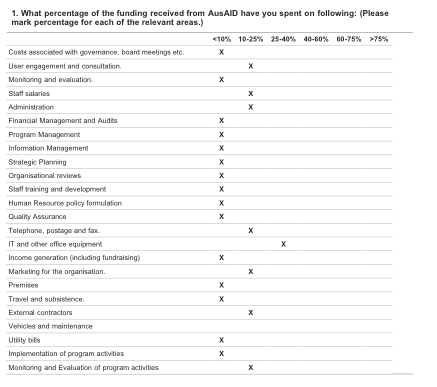 1. What percentage of the funding received from AusAID have you spent on following: (Please
mark percentage for each of the relevant areas.)
<10% 10-25% 25-40% 40-60% 60-75% >75%
Costs associated with governance, board meetings etc. X
User engagement and consultation. X
Monitoring and evaluation. X
Staff salaries X
Administration X
Financial Management and Audits X
Program Management X
Information Management X
Strategic Planning X
Organisational reviews X
Staff training and development X
Human Resource policy formulation X
Quality Assurance X
Telephone, postage and fax. X
IT and other office equipment X
Income generation (including fundraising) X
Marketing for the organisation. X
Premises X
Travel and subsistence. X
External contractors X
Vehicles and maintenance
Utility bills X
Implementation of program activities X
Monitoring and Evaluation of program activities X